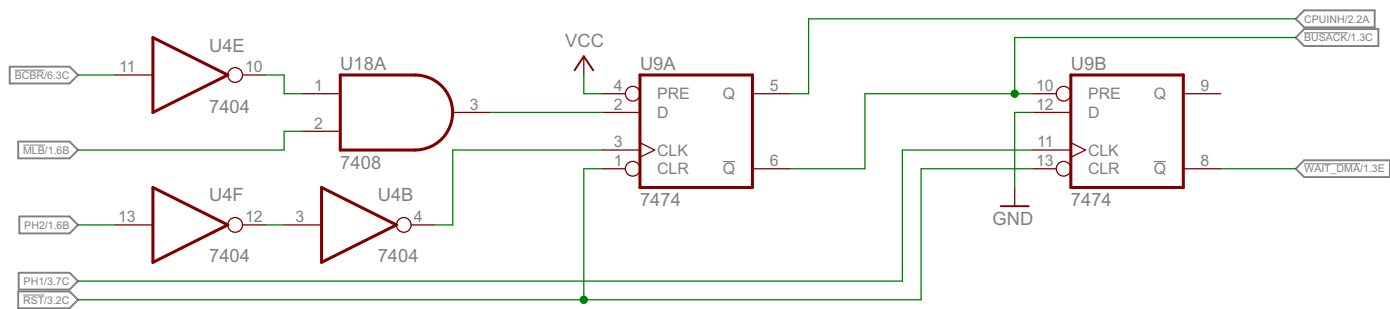 CPUINH/2.2A
BUSACK/1.3C
VCC
U4E
U18A
U9A
U9B
BCBR/6.3C
11
10
1
4
PRE
Q
5
10
PRE
Q
9
7404
3
2
D
12
D
MLB/1.6B
2
7408
3
CLK
11
CLK
1
CLR
Q
6
13
CLR
Q
8
WAIT_DMA/1.3E
U4F
U4B
7474
7474
PH2/1.6B
13
12
3
4
GND
7404
7404
PH1/3.7C
RST/3.2C